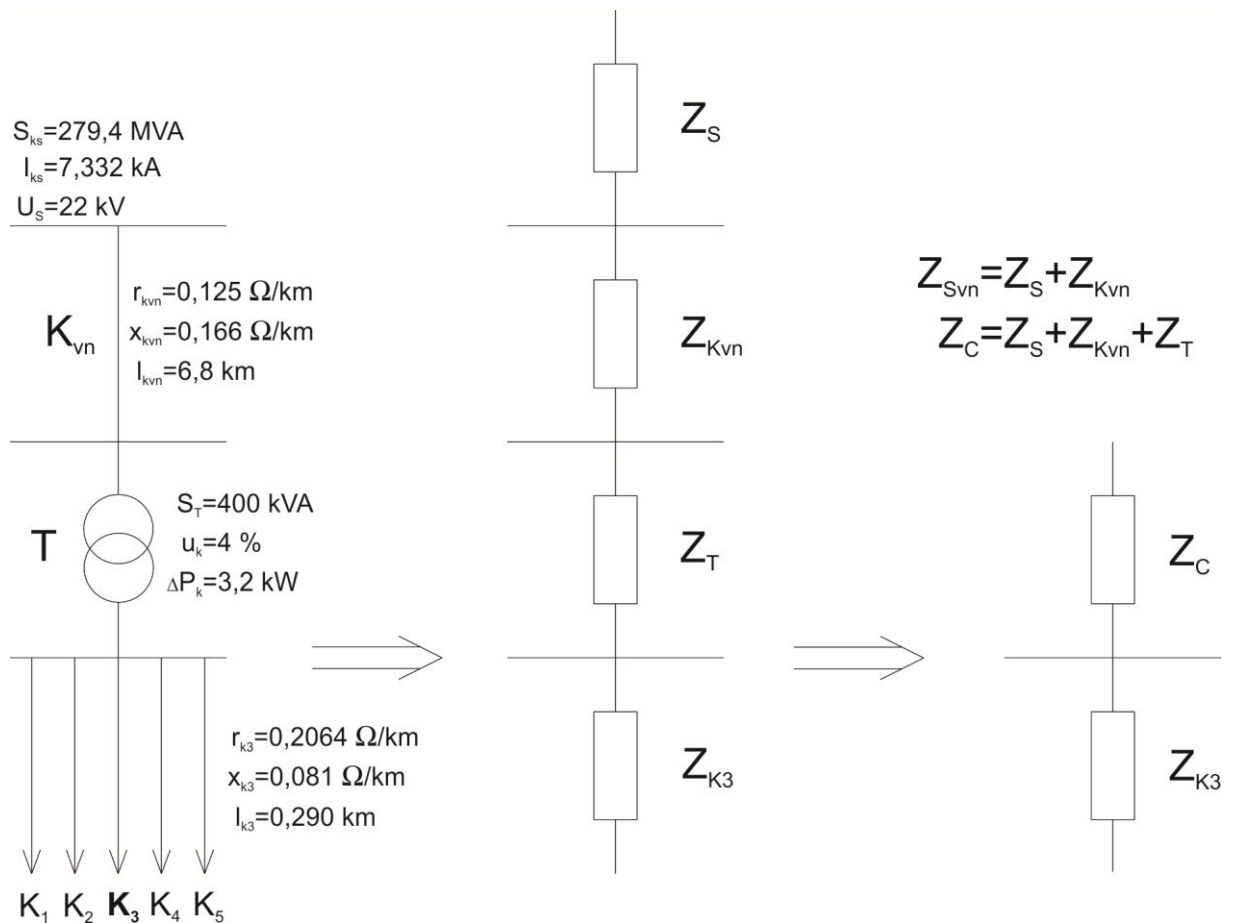 S_ks=279,4 MVA
I_ks=7,332 kA
U_S=22 kV
K_vn
r_kvn=0,125 Ω/km
x_kvn=0,166 Ω/km
l_kvn=6,8 km
T
S_T=400 kVA
u_k=4 %
ΔP_k=3,2 kW
r_k3=0,2064 Ω/km
x_k3=0,081 Ω/km
l_k3=0,290 km
K_1 K_2 K_3 K_4 K_5
Z_S
Z_Kvn
Z_T
Z_K3
Z_Svn=Z_S+Z_Kvn
Z_C=Z_S+Z_Kvn+Z_T
Z_C
Z_K3